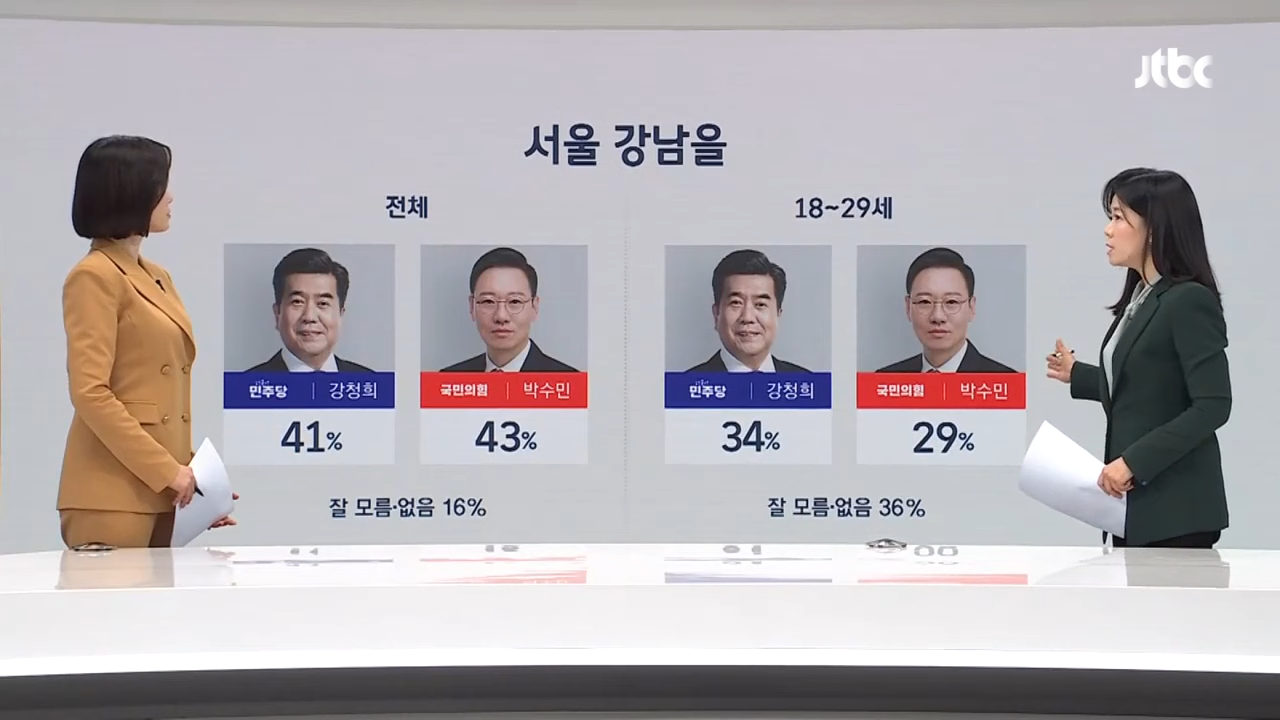 jtbc
서울 강남을
전체
민주당 | 강청희
41%
국민의힘 | 박수민
43%
잘 모름·없음 16%
18~29세
민주당 | 강청희
34%
국민의힘 | 박수민
29%
잘 모름·없음 36%